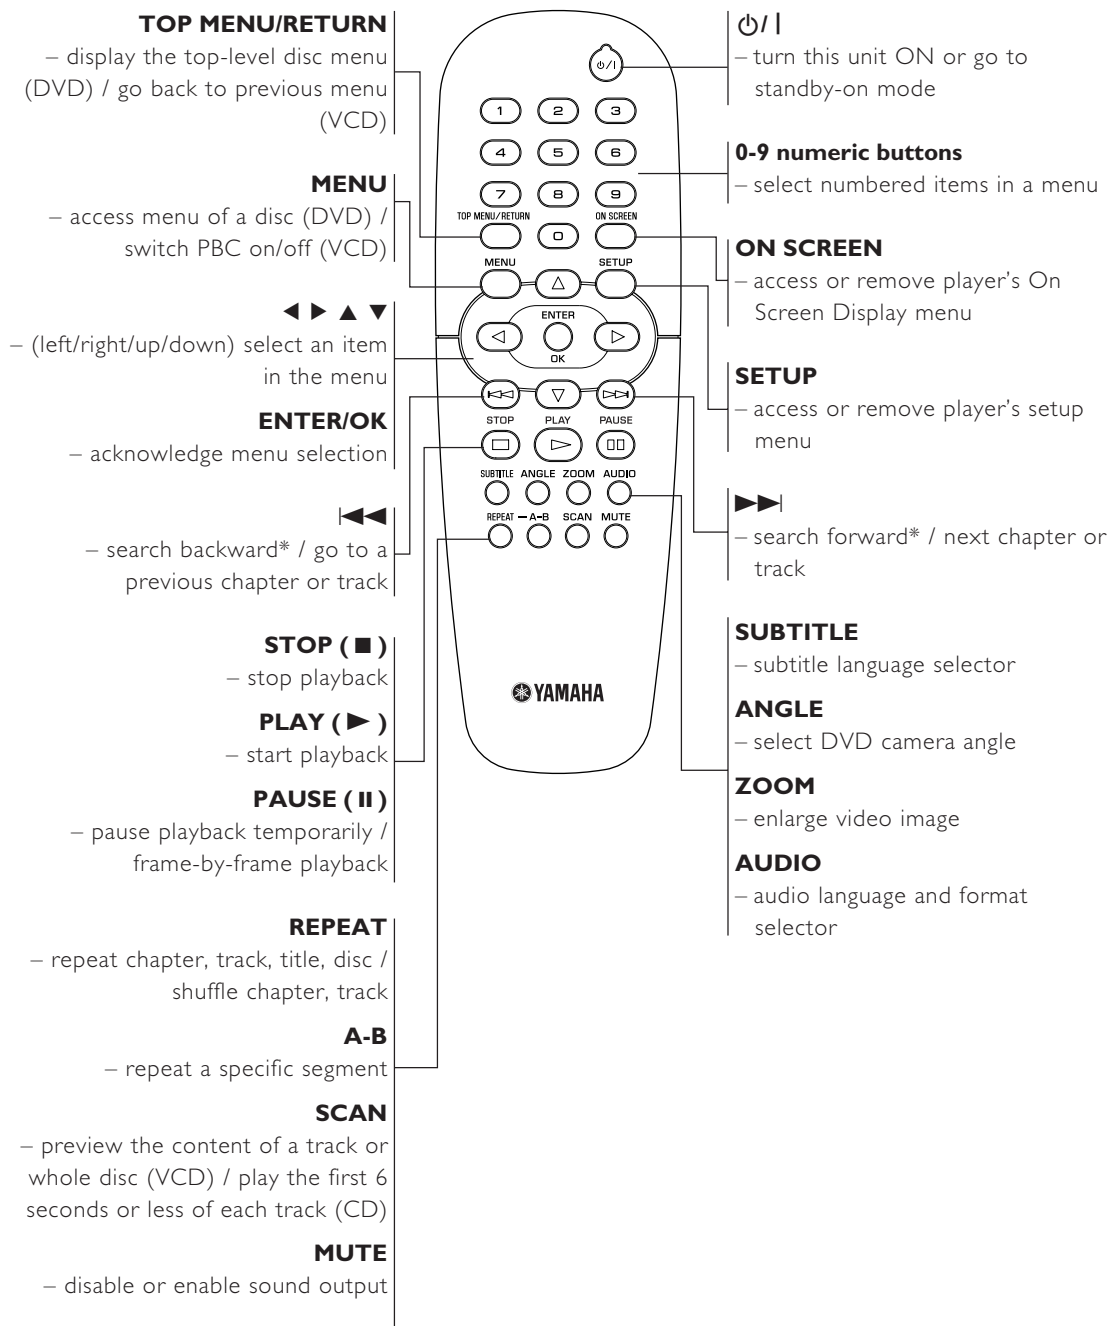 TOP MENU/RETURN
– display the top-level disc menu
(DVD) / go back to previous menu
(VCD)
MENU
– access menu of a disc (DVD) /
switch PBC on/off (VCD)
◀ ▶ ▲ ▼
– (left/right/up/down) select an item
in the menu
ENTER/OK
– acknowledge menu selection
|◀◀
– search backward* / go to a
previous chapter or track
STOP ( ■ )
– stop playback
PLAY ( ▶ )
– start playback
PAUSE ( II )
– pause playback temporarily /
frame-by-frame playback
REPEAT
– repeat chapter, track, title, disc /
shuffle chapter, track
A-B
– repeat a specific segment
SCAN
– preview the content of a track or
whole disc (VCD) / play the first 6
seconds or less of each track (CD)
MUTE
– disable or enable sound output
⏻/I
1 2 3
4 5 6
7 8 9
TOP MENU/RETURN ON SCREEN
0
MENU SETUP
ENTER
OK
STOP PLAY PAUSE
SUBTITLE ANGLE ZOOM AUDIO
REPEAT – A-B SCAN MUTE
YAMAHA
⏻/I
– turn this unit ON or go to
standby-on mode
0-9 numeric buttons
– select numbered items in a menu
ON SCREEN
– access or remove player's On
Screen Display menu
SETUP
– access or remove player's setup
menu
▶▶|
– search forward* / next chapter or
track
SUBTITLE
– subtitle language selector
ANGLE
– select DVD camera angle
ZOOM
– enlarge video image
AUDIO
– audio language and format
selector